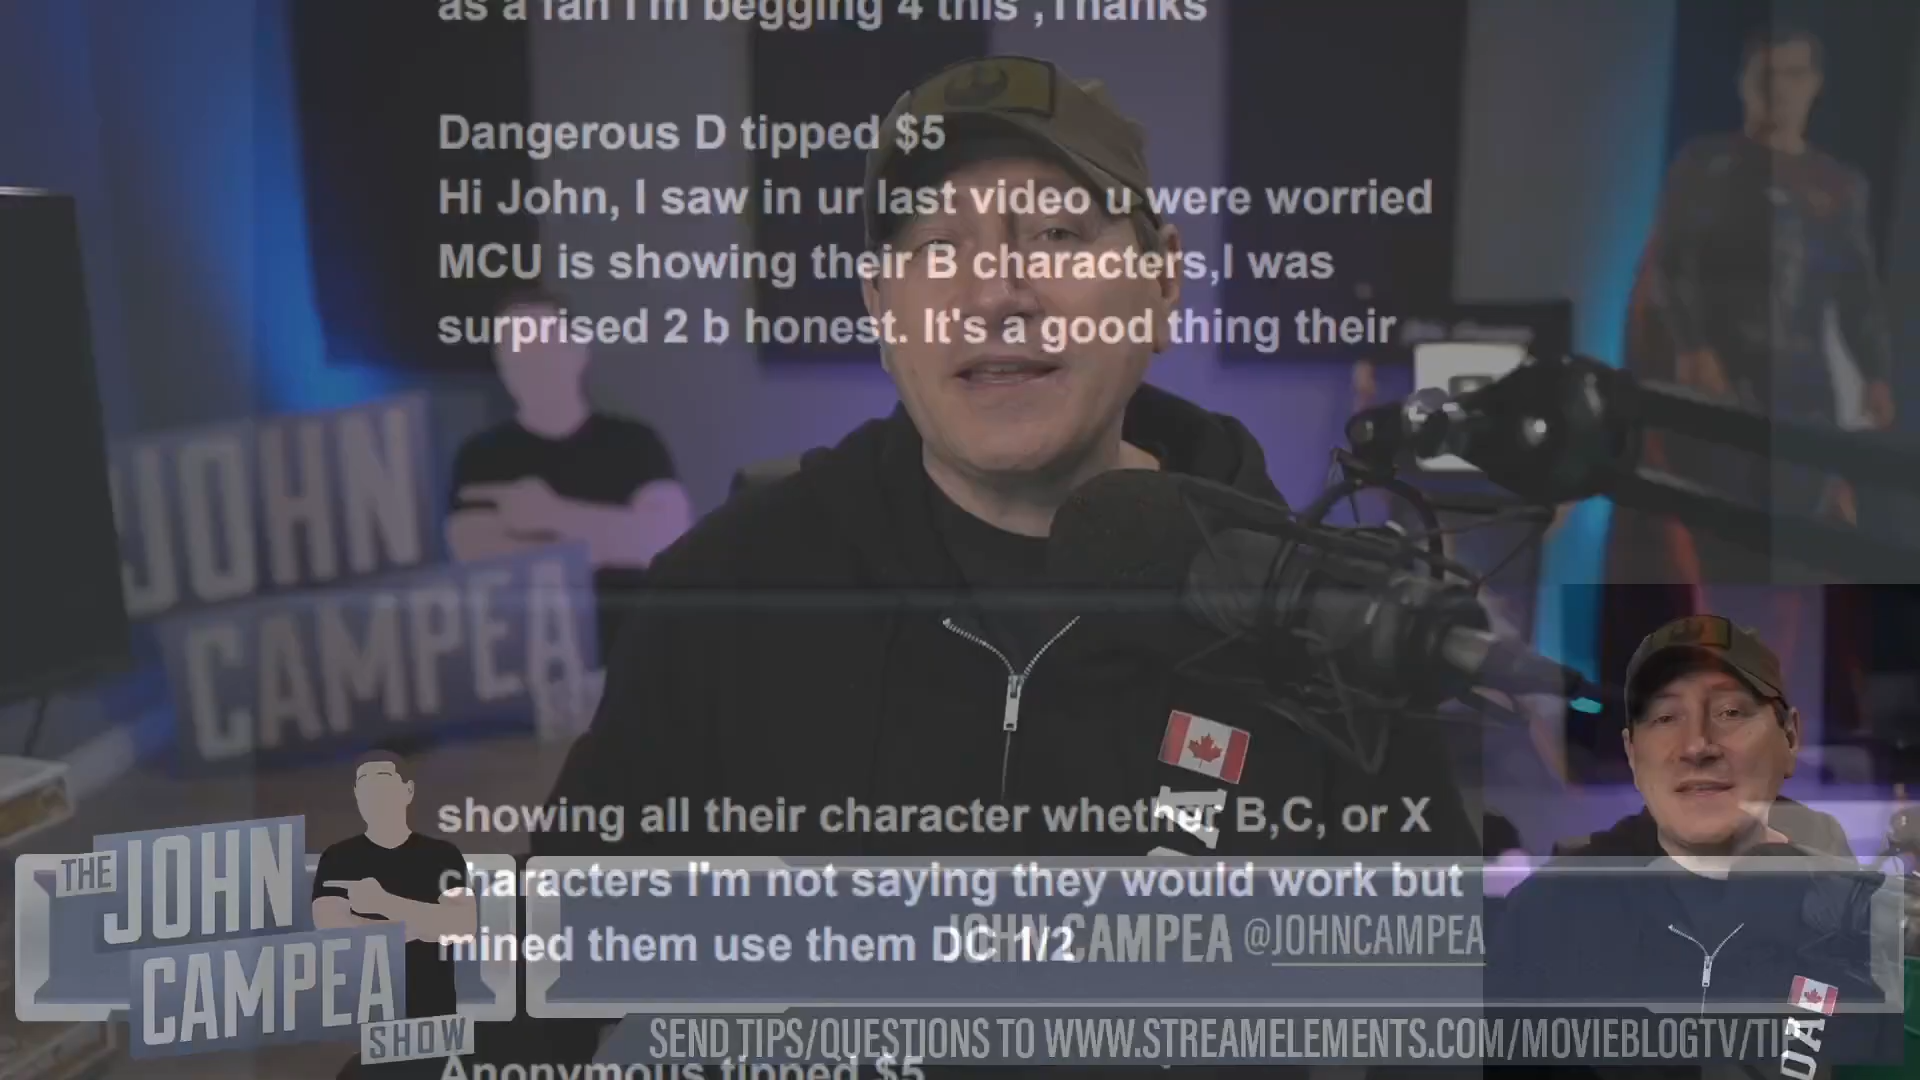 as a fan I'm begging 4 this ,Thanks
Dangerous D tipped $5
Hi John, I saw in ur last video u were worried
MCU is showing their B characters,I was
surprised 2 b honest. It's a good thing their
JOHN
CAMPEA
showing all their character whether B,C, or X
characters I'm not saying they would work but
mined them use them DC 1/2
THE
JOHN
CAMPEA
SHOW
JOHN CAMPEA @JOHNCAMPEA
SEND TIPS/QUESTIONS TO WWW.STREAMELEMENTS.COM/MOVIEBLOGTV/TIP
Anonymous tipped $5